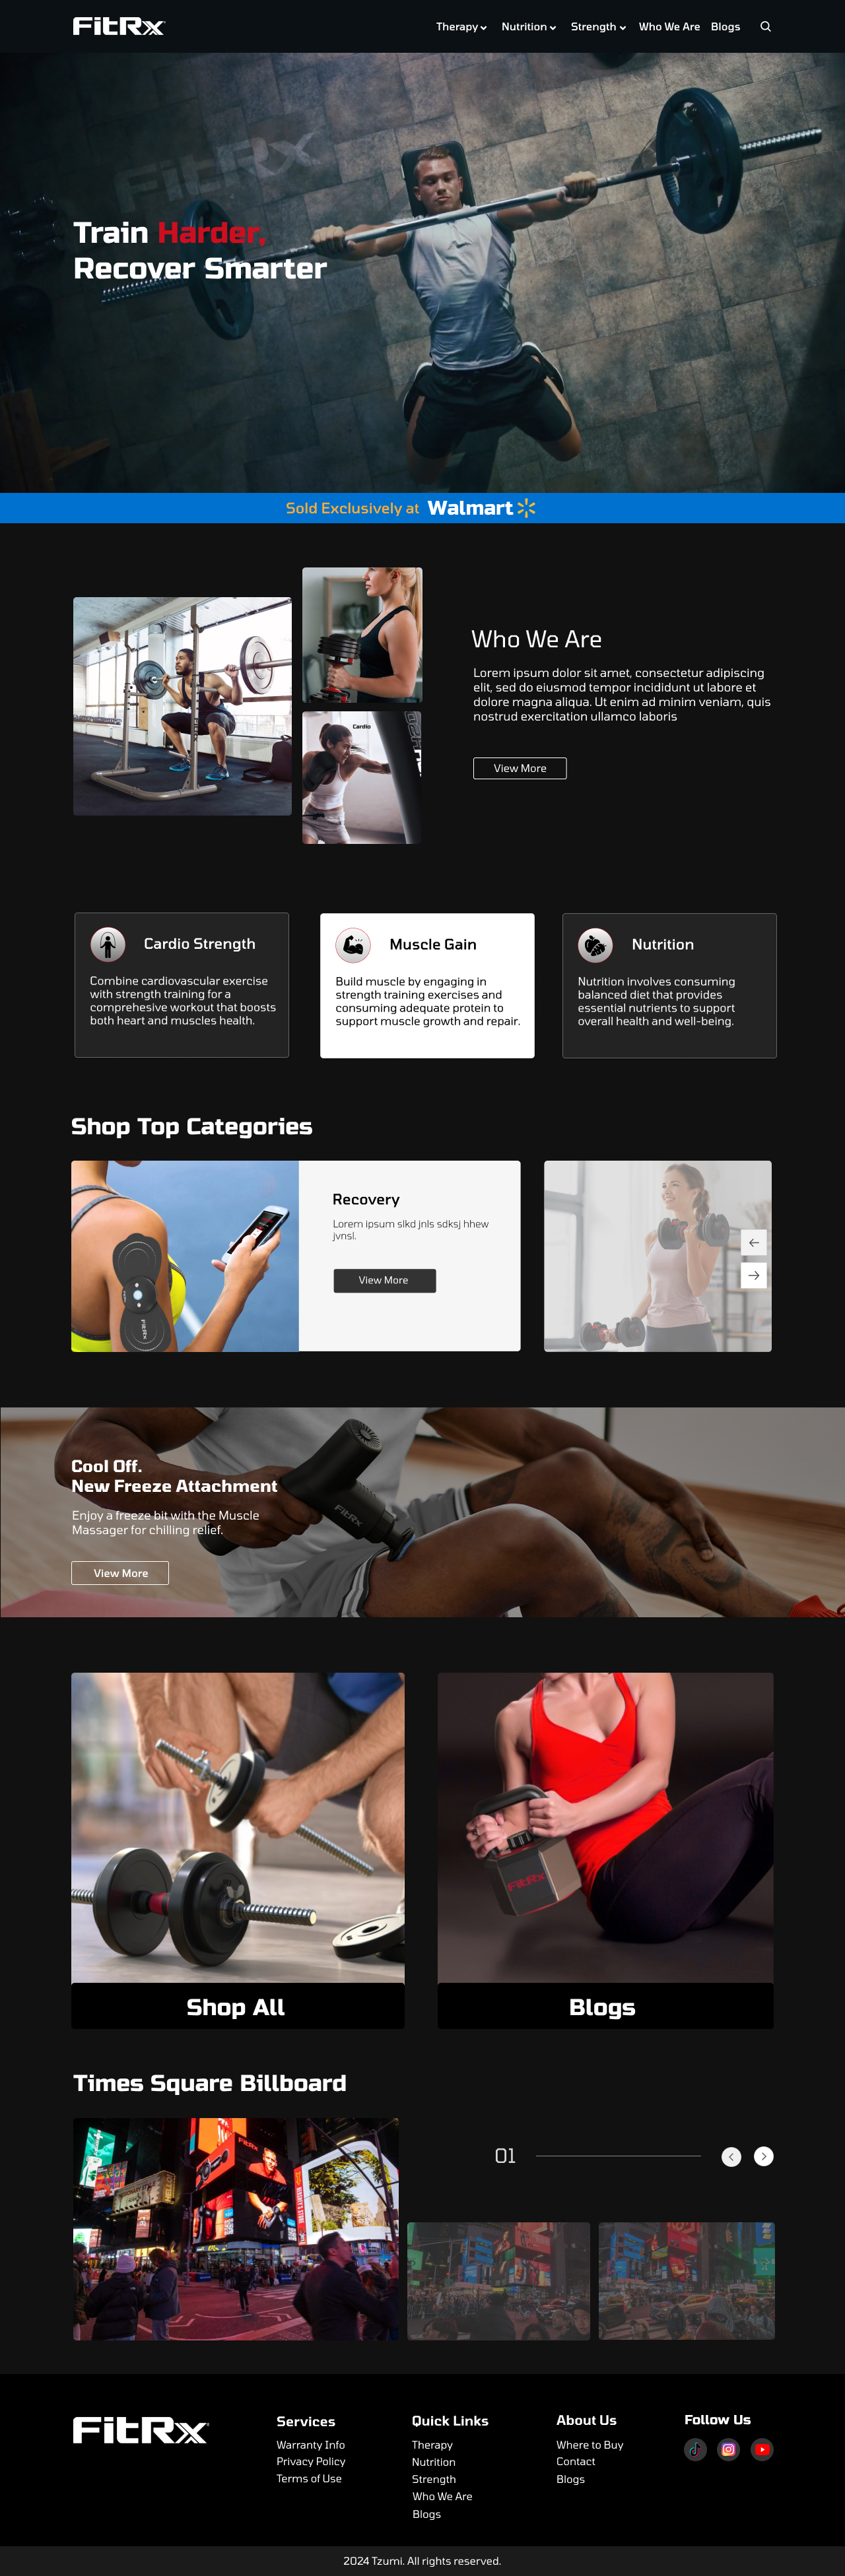 FitRx
Therapy Nutrition Strength Who We Are Blogs
FitRx
Train Harder,
Recover Smarter
Sold Exclusively at Walmart
Cardio
Who We Are
Lorem ipsum dolor sit amet, consectetur adipiscing
elit, sed do eiusmod tempor incididunt ut labore et
dolore magna aliqua. Ut enim ad minim veniam, quis
nostrud exercitation ullamco laboris
View More
Cardio Strength
Combine cardiovascular exercise
with strength training for a
comprehesive workout that boosts
both heart and muscles health.
Muscle Gain
Build muscle by engaging in
strength training exercises and
consuming adequate protein to
support muscle growth and repair.
Nutrition
Nutrition involves consuming
balanced diet that provides
essential nutrients to support
overall health and well-being.
Shop Top Categories
FitRx
Recovery
Lorem ipsum slkd jnls sdksj hhew
jvnsl.
View More
Cool Off.
New Freeze Attachment
Enjoy a freeze bit with the Muscle
Massager for chilling relief.
View More
FitRx
FitRx
Shop All
Blogs
Times Square Billboard
FitRx
01
FitRx
Services
Warranty Info
Privacy Policy
Terms of Use
Quick Links
Therapy
Nutrition
Strength
Who We Are
Blogs
About Us
Where to Buy
Contact
Blogs
Follow Us
2024 Tzumi. All rights reserved.